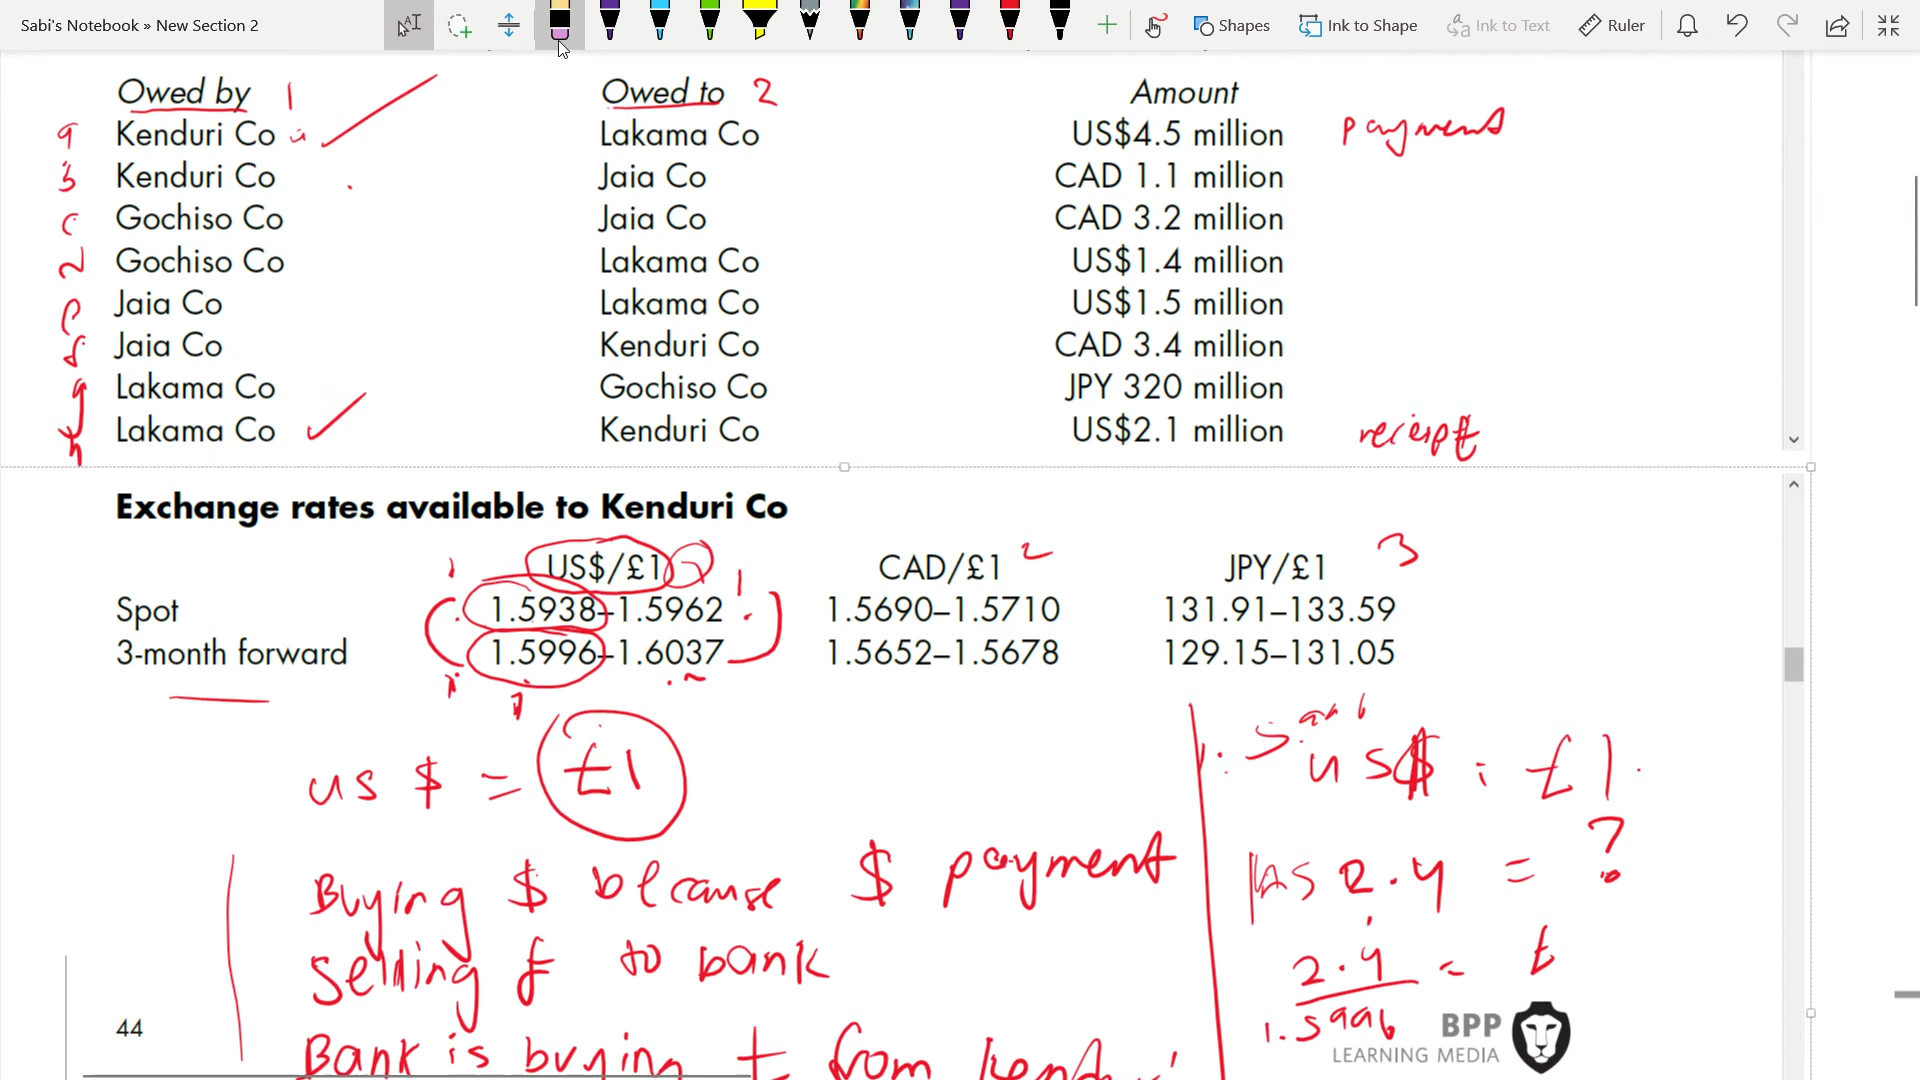 Sabi's Notebook » New Section 2
Shapes
Ink to Shape
Ink to Text
Ruler
Owed by 1 Owed to 2 Amount
a Kenduri Co Lakama Co US$4.5 million payment
b Kenduri Co Jaia Co CAD 1.1 million
c Gochiso Co Jaia Co CAD 3.2 million
d Gochiso Co Lakama Co US$1.4 million
e Jaia Co Lakama Co US$1.5 million
f Jaia Co Kenduri Co CAD 3.4 million
g Lakama Co Gochiso Co JPY 320 million
h Lakama Co Kenduri Co US$2.1 million
Exchange rates available to Kenduri Co
US$/£1 CAD/£1 2 JPY/£1 3
Spot 1.5938–1.5962 1.5690–1.5710 131.91–133.59
3-month forward 1.5996–1.6037 1.5652–1.5678 129.15–131.05
us $ = £1
1.5996 US$ : £1
Buying $ because $ payment
US 2.4 = ?
Selling £ to bank
2.4 = £
1.5996
Bank is buying £ from
44
BPP
LEARNING MEDIA